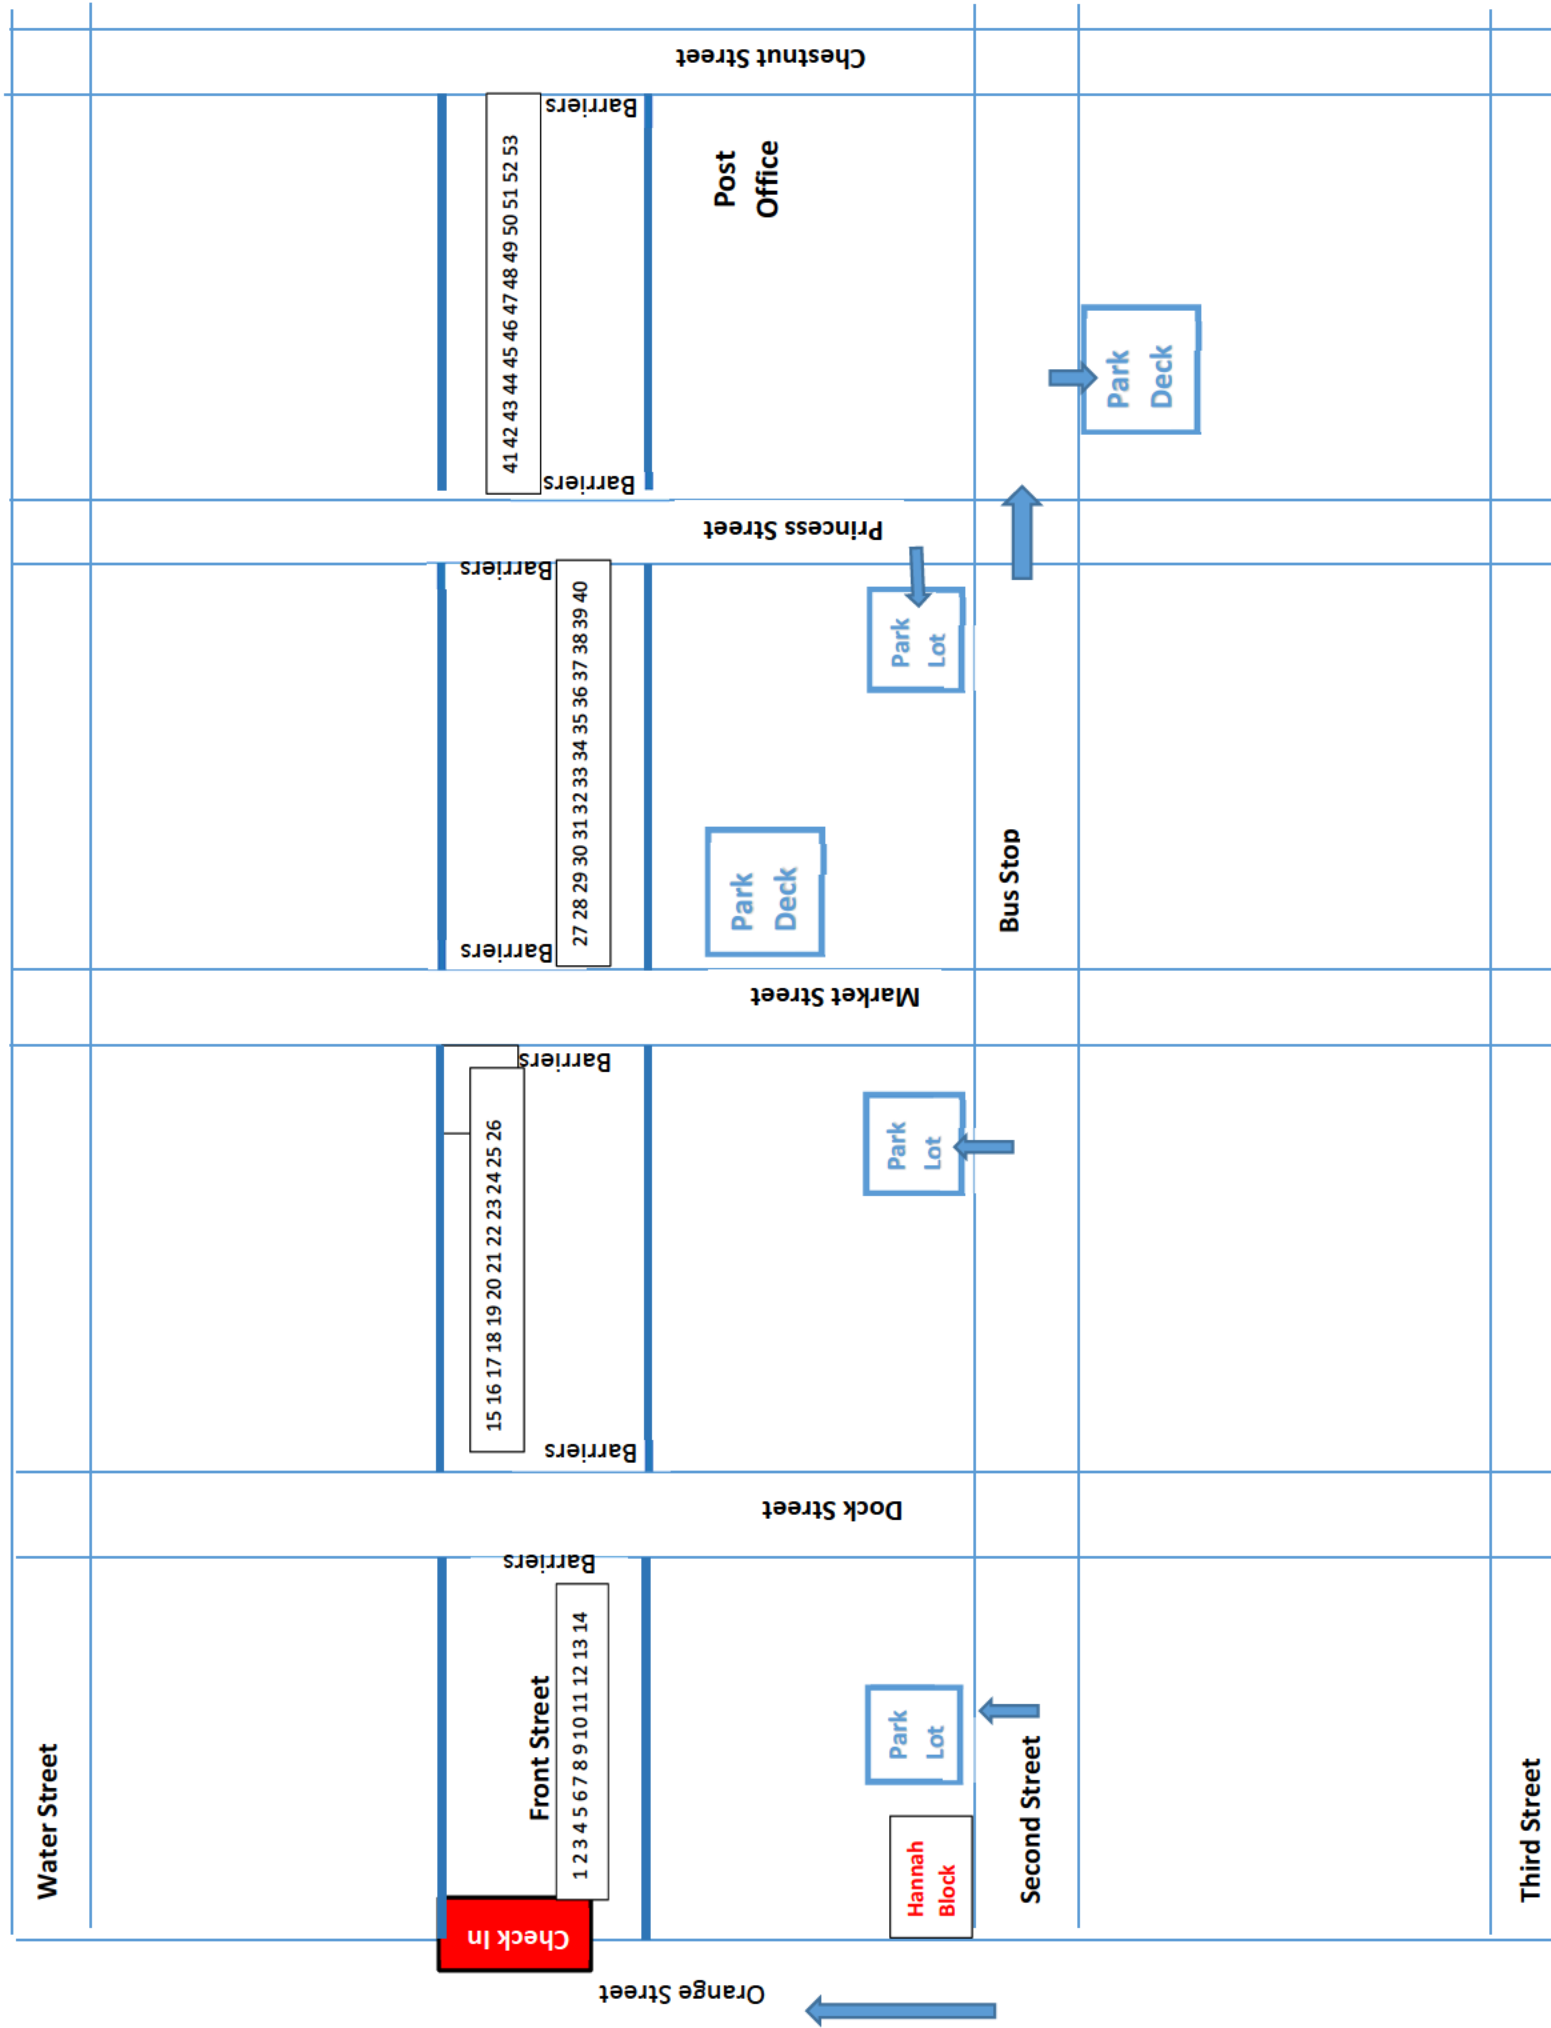 Chestnut Street
Barriers
41 42 43 44 45 46 47 48 49 50 51 52 53
Barriers
Post
Office
Park
Deck
Princess Street
Barriers
27 28 29 30 31 32 33 34 35 36 37 38 39 40
Barriers
Park
Lot
Park
Deck
Bus Stop
Market Street
Barriers
15 16 17 18 19 20 21 22 23 24 25 26
Barriers
Park
Lot
Dock Street
Barriers
Water Street
Front Street
1 2 3 4 5 6 7 8 9 10 11 12 13 14
Park
Lot
Check In
Hannah
Block
Second Street
Third Street
Orange Street